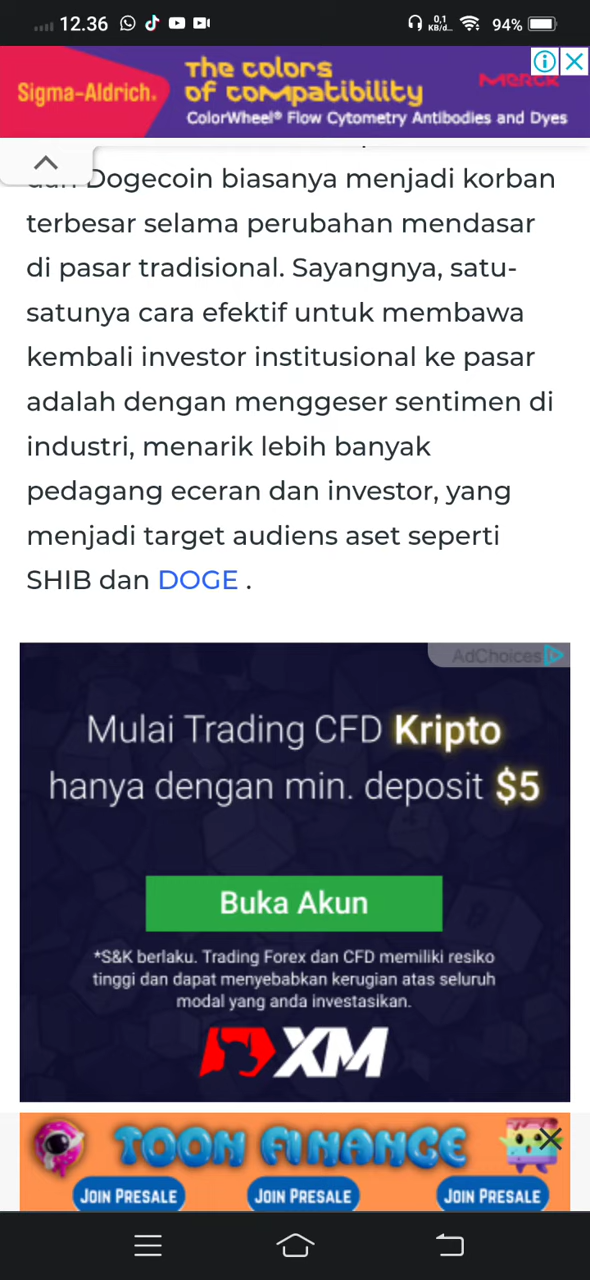 12.36
0,1
KB/d...
94%
Sigma-Aldrich.
The colors
of compatibility
MERCK
ColorWheel® Flow Cytometry Antibodies and Dyes
dan Dogecoin biasanya menjadi korban
terbesar selama perubahan mendasar
di pasar tradisional. Sayangnya, satu-
satunya cara efektif untuk membawa
kembali investor institusional ke pasar
adalah dengan menggeser sentimen di
industri, menarik lebih banyak
pedagang eceran dan investor, yang
menjadi target audiens aset seperti
SHIB dan DOGE .
AdChoices
Mulai Trading CFD Kripto
hanya dengan min. deposit $5
Buka Akun
*S&K berlaku. Trading Forex dan CFD memiliki resiko
tinggi dan dapat menyebabkan kerugian atas seluruh
modal yang anda investasikan.
XM
TOON FINANCE
JOIN PRESALE JOIN PRESALE JOIN PRESALE